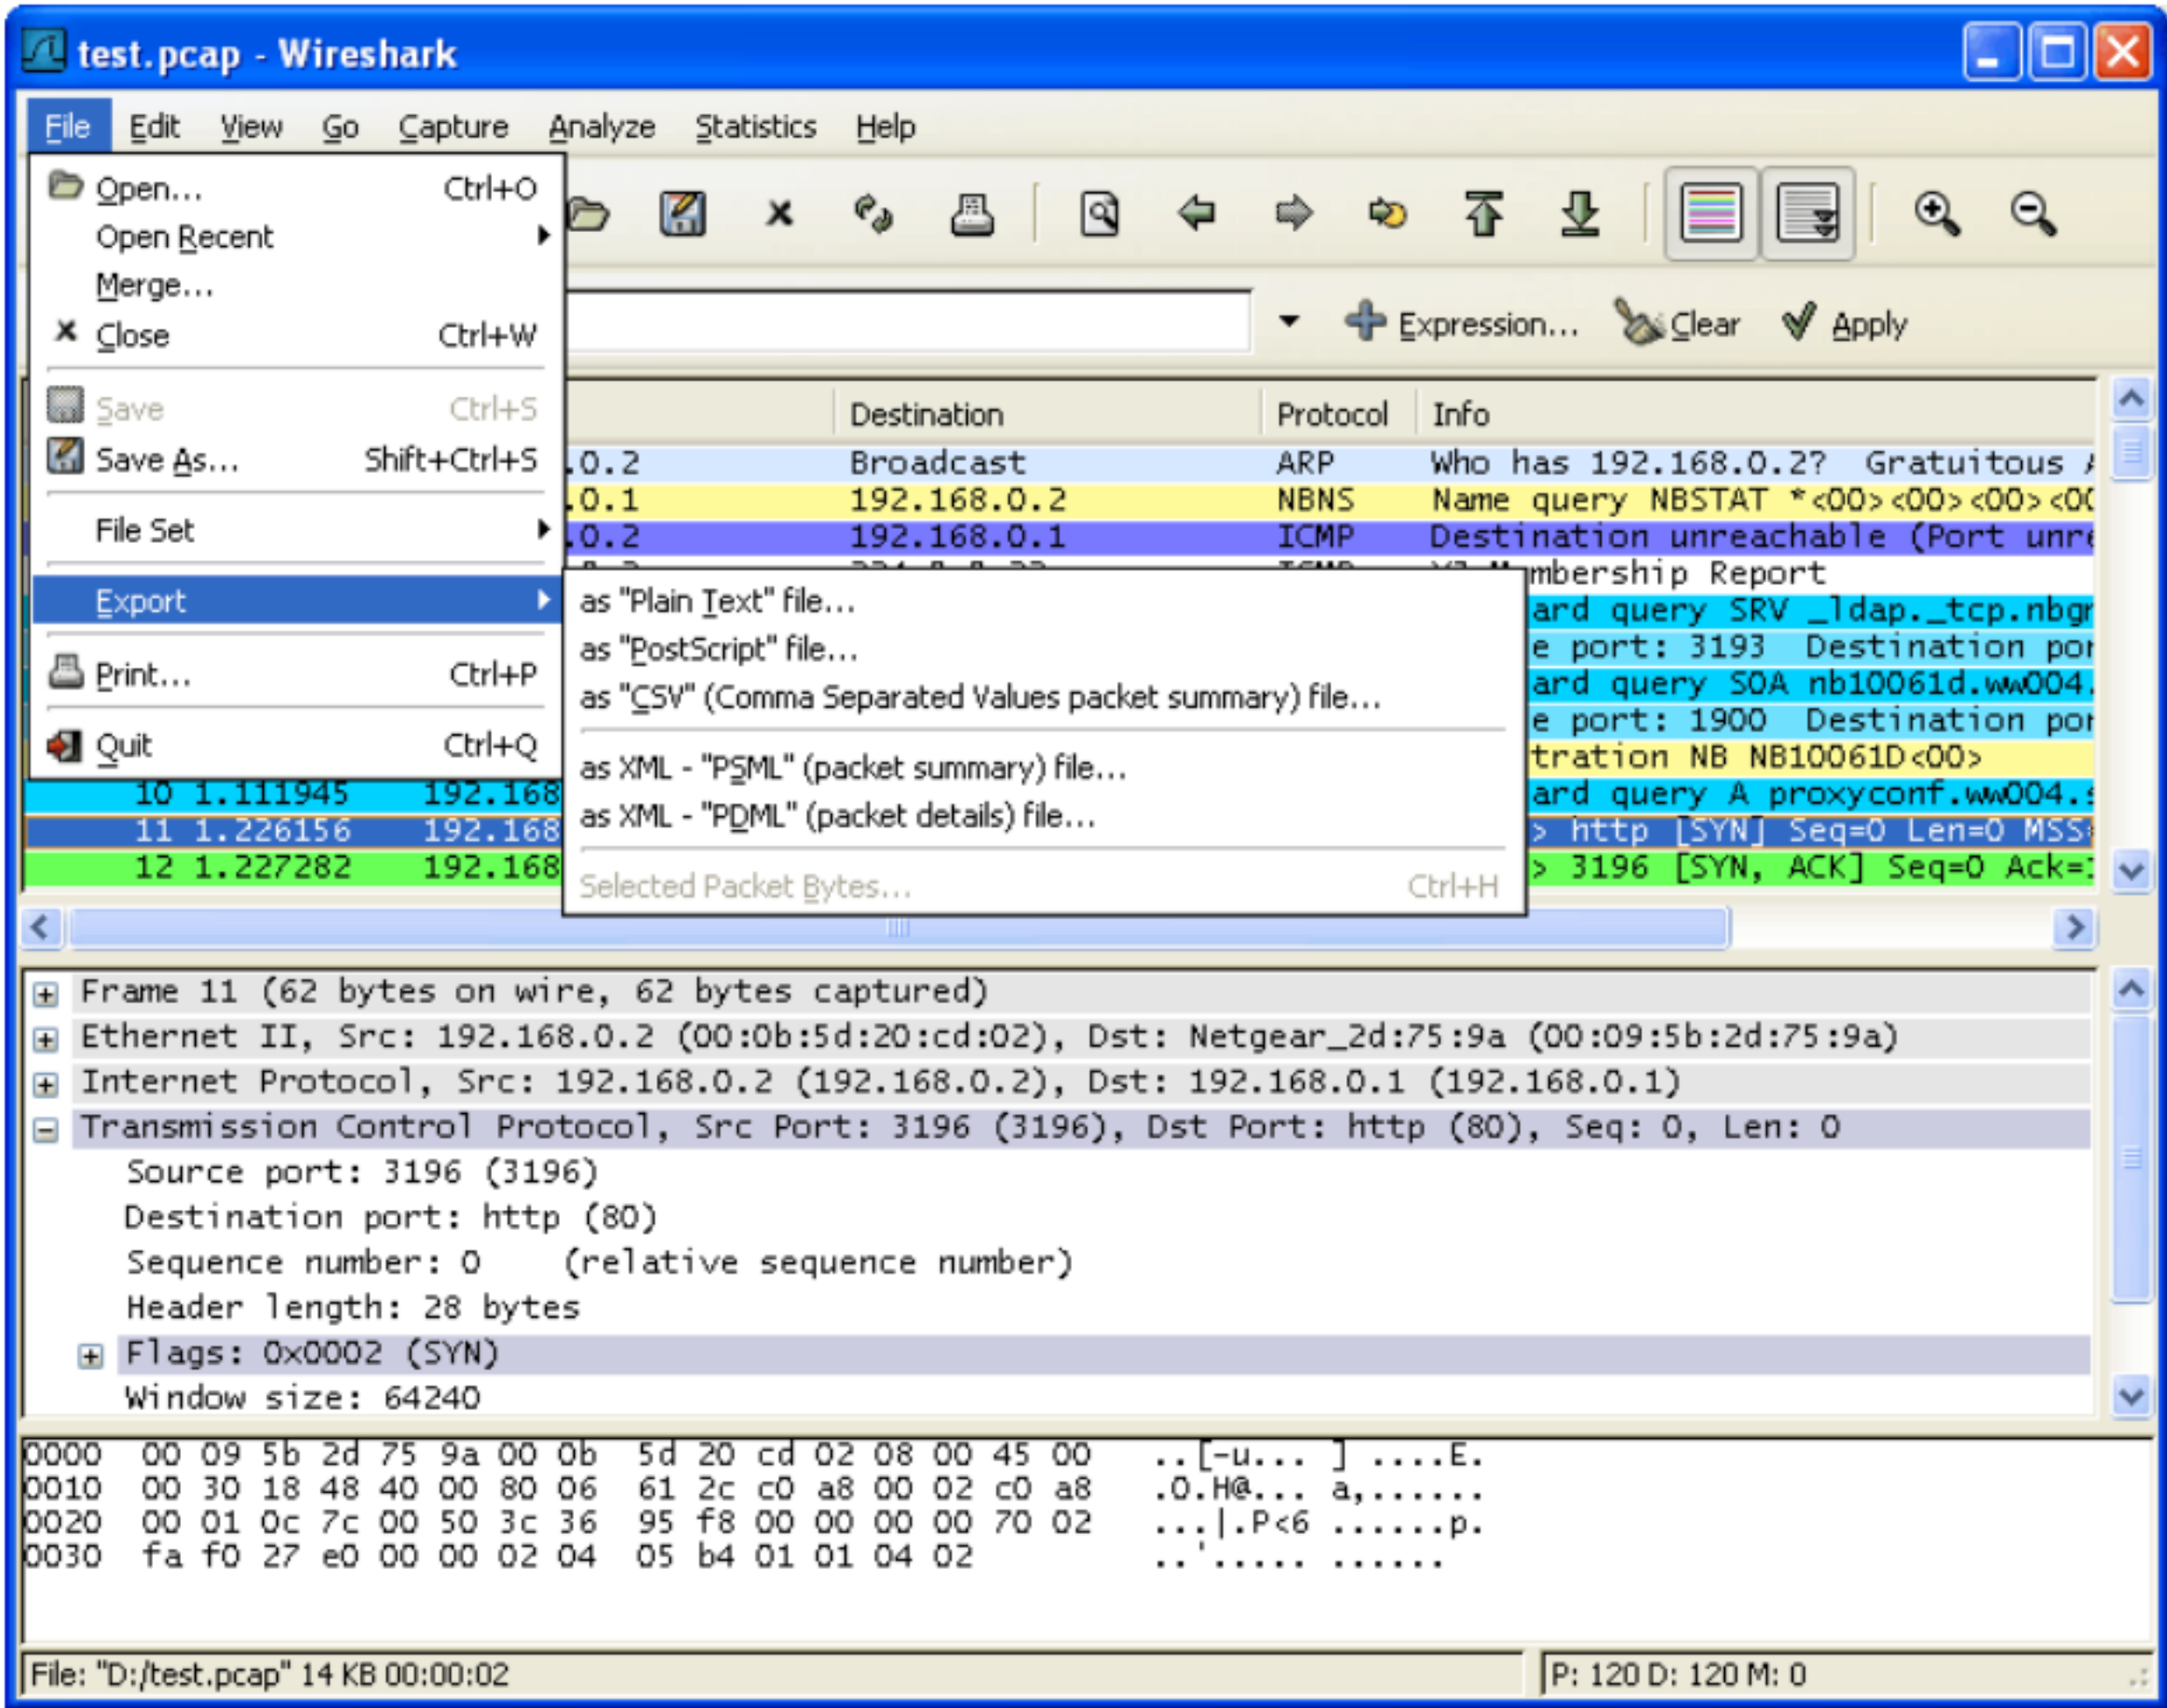 test.pcap - Wireshark
File Edit View Go Capture Analyze Statistics Help
Open... Ctrl+O
Open Recent
Merge...
Close Ctrl+W
Save Ctrl+S
Save As... Shift+Ctrl+S
File Set
Export
Print... Ctrl+P
Quit Ctrl+Q
Expression... Clear Apply
Destination Protocol Info
.0.2 Broadcast ARP Who has 192.168.0.2? Gratuitous
.0.1 192.168.0.2 NBNS Name query NBSTAT *<00><00><00><00
.0.2 192.168.0.1 ICMP Destination unreachable (Port unre
mbership Report
ard query SRV _ldap._tcp.nbgr
e port: 3193 Destination por
ard query SOA nb10061d.ww004.
e port: 1900 Destination por
tration NB NB10061D<00>
10 1.111945 192.168 ard query A proxyconf.ww004.s
11 1.226156 192.168 > http [SYN] Seq=0 Len=0 MSS=
12 1.227282 192.168 > 3196 [SYN, ACK] Seq=0 Ack=1
as "Plain Text" file...
as "PostScript" file...
as "CSV" (Comma Separated Values packet summary) file...
as XML - "PSML" (packet summary) file...
as XML - "PDML" (packet details) file...
Selected Packet Bytes... Ctrl+H
Frame 11 (62 bytes on wire, 62 bytes captured)
Ethernet II, Src: 192.168.0.2 (00:0b:5d:20:cd:02), Dst: Netgear_2d:75:9a (00:09:5b:2d:75:9a)
Internet Protocol, Src: 192.168.0.2 (192.168.0.2), Dst: 192.168.0.1 (192.168.0.1)
Transmission Control Protocol, Src Port: 3196 (3196), Dst Port: http (80), Seq: 0, Len: 0
Source port: 3196 (3196)
Destination port: http (80)
Sequence number: 0 (relative sequence number)
Header length: 28 bytes
Flags: 0x0002 (SYN)
Window size: 64240
0000 00 09 5b 2d 75 9a 00 0b 5d 20 cd 02 08 00 45 00 ..[-u... ] ....E.
0010 00 30 18 48 40 00 80 06 61 2c c0 a8 00 02 c0 a8 .0.H@... a,......
0020 00 01 0c 7c 00 50 3c 36 95 f8 00 00 00 00 70 02 ...|.P<6 ......p.
0030 fa f0 27 e0 00 00 02 04 05 b4 01 01 04 02 ..'..... ......
File: "D:/test.pcap" 14 KB 00:00:02 P: 120 D: 120 M: 0